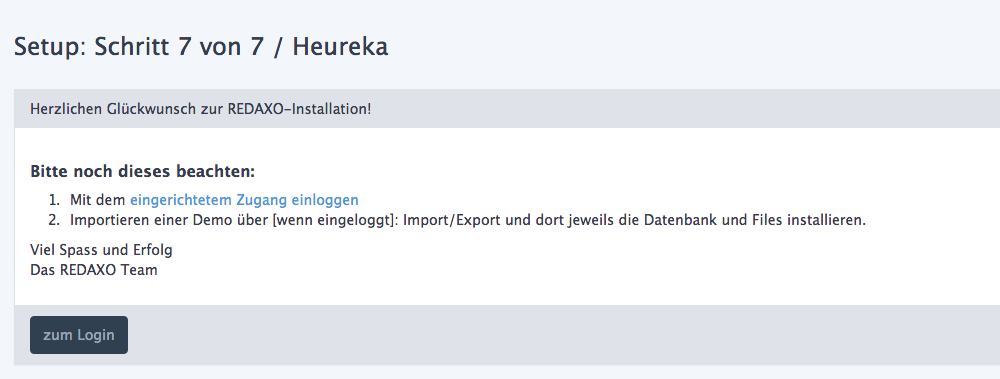 Setup: Schritt 7 von 7 / Heureka
Herzlichen Glückwunsch zur REDAXO-Installation!
Bitte noch dieses beachten:
1. Mit dem eingerichtetem Zugang einloggen
2. Importieren einer Demo über [wenn eingeloggt]: Import/Export und dort jeweils die Datenbank und Files installieren.
Viel Spass und Erfolg
Das REDAXO Team
zum Login